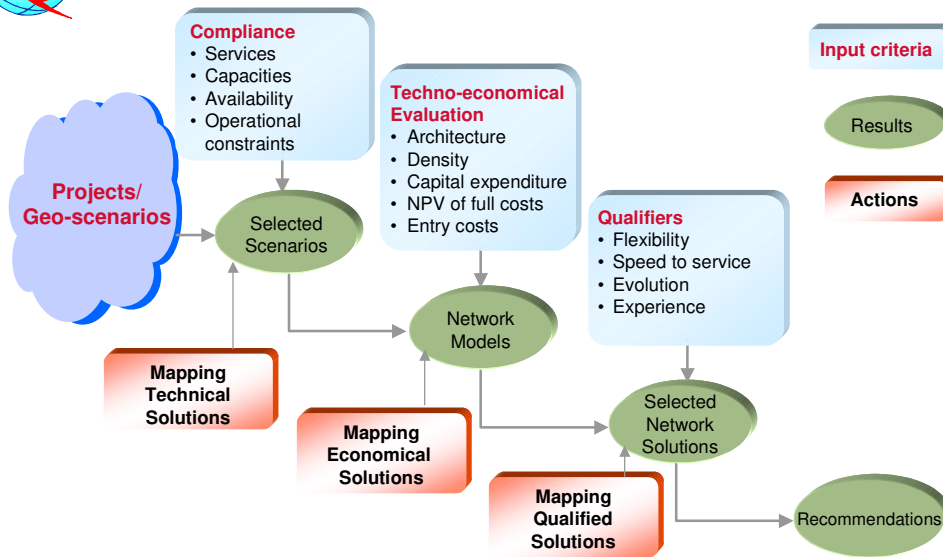 Compliance
• Services
• Capacities
• Availability
• Operational
constraints
Techno-economical
Evaluation
• Architecture
• Density
• Capital expenditure
• NPV of full costs
• Entry costs
Qualifiers
• Flexibility
• Speed to service
• Evolution
• Experience
Input criteria
Results
Actions
Projects/
Geo-scenarios
Selected
Scenarios
Network
Models
Selected
Network
Solutions
Recommendations
Mapping
Technical
Solutions
Mapping
Economical
Solutions
Mapping
Qualified
Solutions